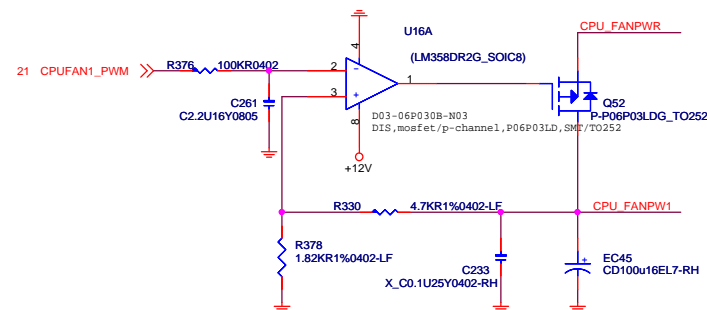 U16A
CPU_FANPWR
4
R376
100KR0402
(LM358DR2G_SOIC8)
21 CPUFAN1_PWM
2
-
1
3
+
C261
C2.2U16Y0805
8
D03-06P030B-N03
DIS,mosfet/p-channel,P06P03LD,SMT/TO252
Q52
P-P06P03LDG_TO252
+12V
R330
4.7KR1%0402-LF
CPU_FANPW1
R378
1.82KR1%0402-LF
C233
X_C0.1U25Y0402-RH
+
EC45
CD100u16EL7-RH